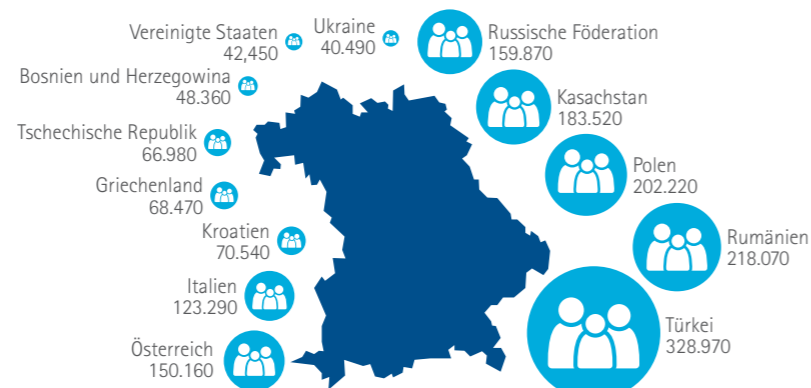 Vereinigte Staaten
42,450
Ukraine
40.490
Russische Föderation
159.870
Bosnien und Herzegowina
48.360
Kasachstan
183.520
Tschechische Republik
66.980
Polen
202.220
Griechenland
68.470
Kroatien
70.540
Rumänien
218.070
Italien
123.290
Türkei
328.970
Österreich
150.160